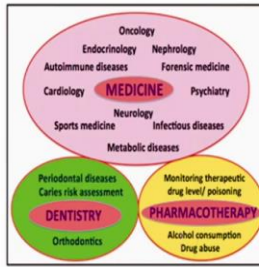 Oncology
Endocrinology Nephrology
Autoimmune diseases Forensic medicine
Cardiology MEDICINE Psychiatry
Neurology
Sports medicine Infectious diseases
Metabolic diseases
Periodontal diseases
Caries risk assessment
DENTISTRY
Orthodontics
Monitoring therapeutic
drug level/ poisoning
PHARMACOTHERAPY
Alcohol consumption
Drug abuse